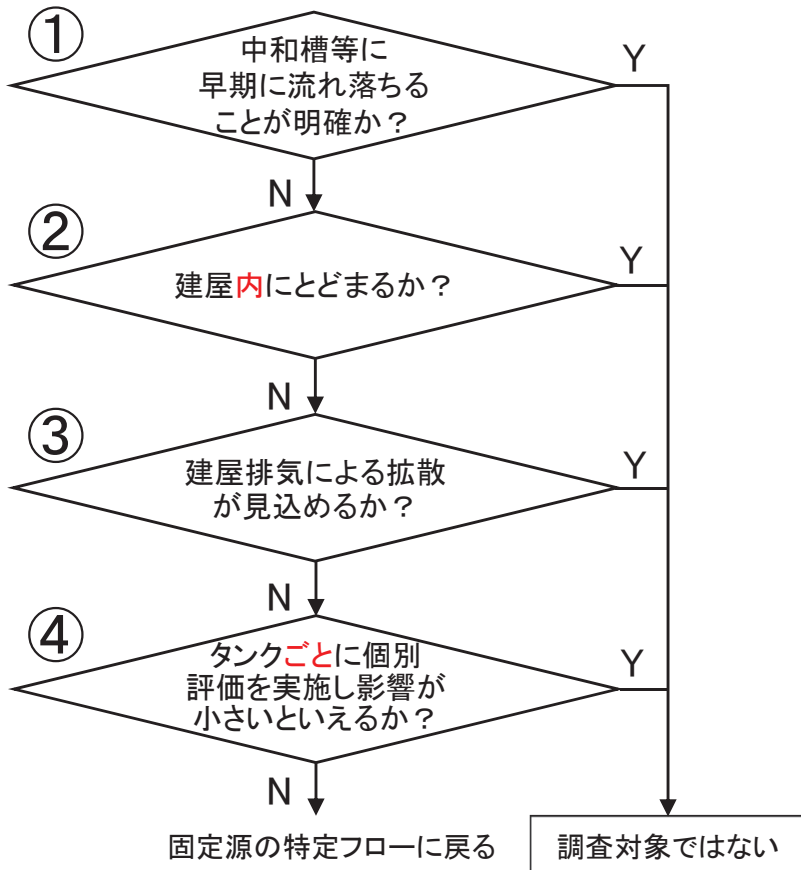 ①
中和槽等に
早期に流れ落ちる
ことが明確か？
Y
N
②
建屋内にとどまるか？
Y
N
③
建屋排気による拡散
が見込めるか？
Y
N
④
タンクごとに個別
評価を実施し影響が
小さいといえるか？
Y
N
固定源の特定フローに戻る
調査対象ではない